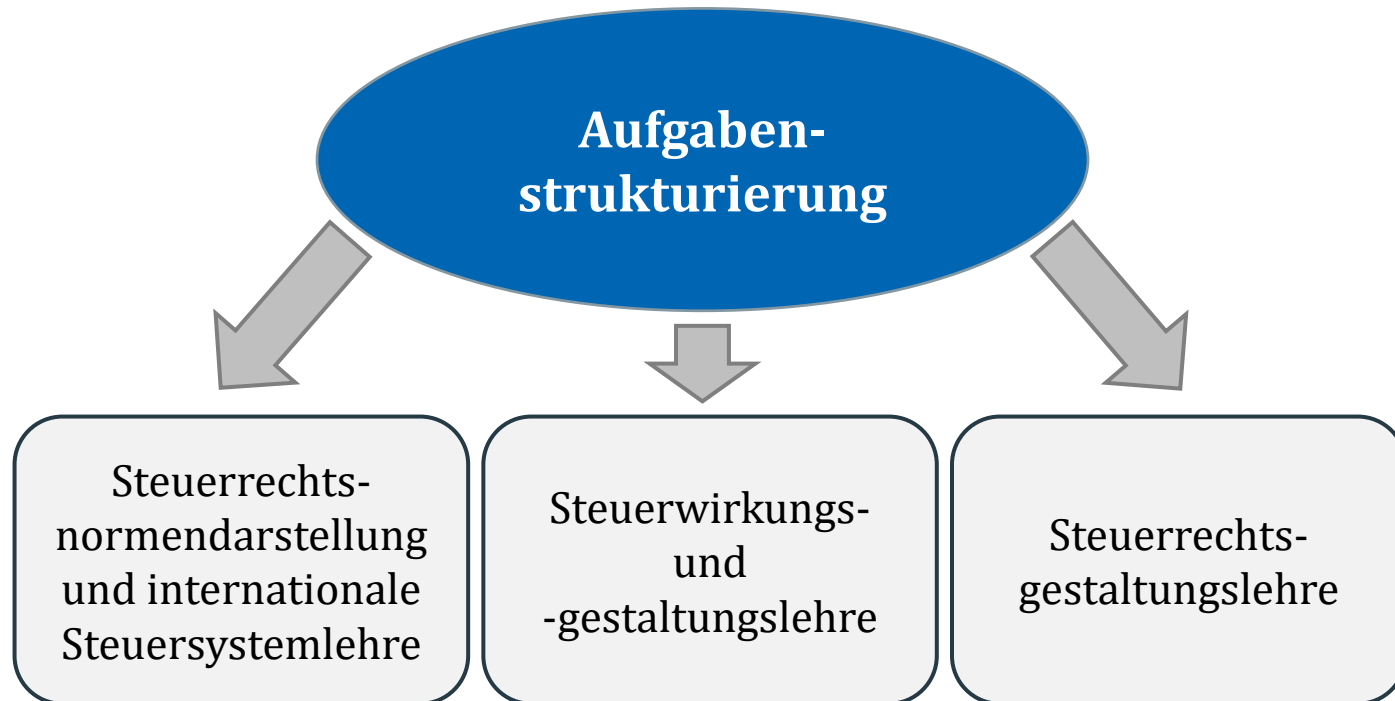 Aufgaben-
strukturierung
Steuerrechts-
normendarstellung
und internationale
Steuersystemlehre
Steuerwirkungs-
und
-gestaltungslehre
Steuerrechts-
gestaltungslehre